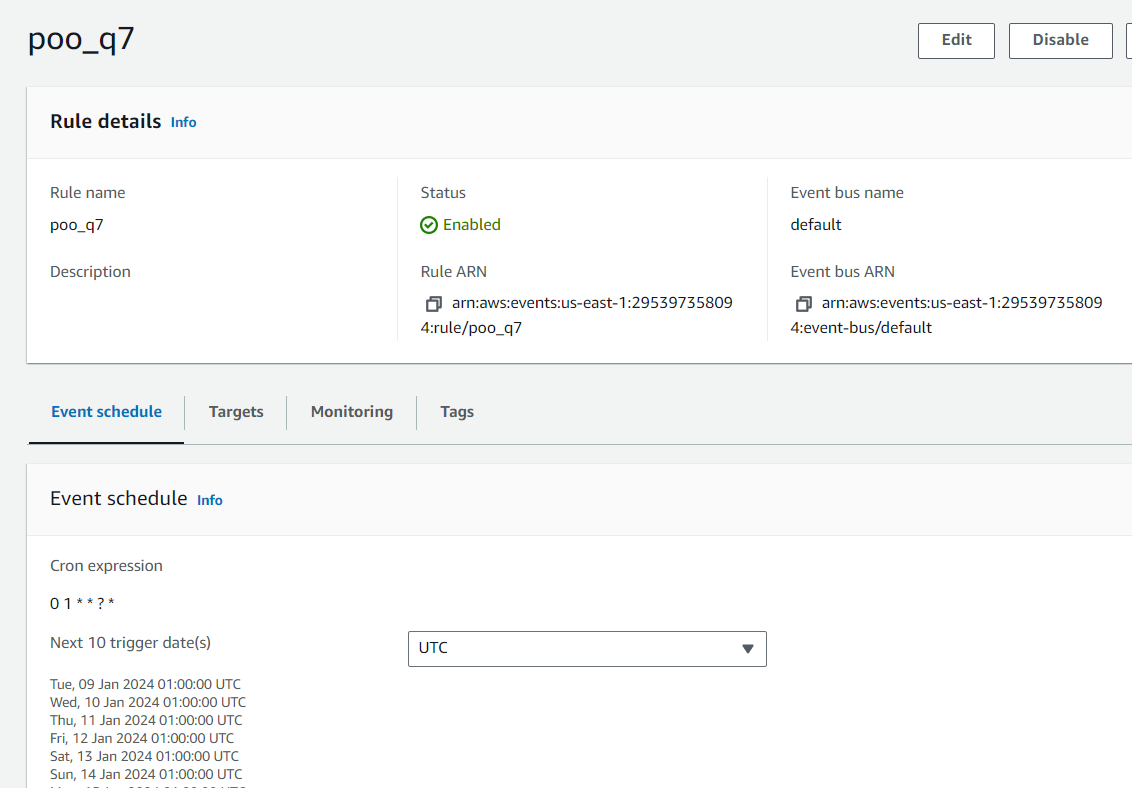 poo_q7
Edit
Disable
Rule details Info
Rule name
poo_q7
Description
Status
Enabled
Rule ARN
arn:aws:events:us-east-1:29539735809
4:rule/poo_q7
Event bus name
default
Event bus ARN
arn:aws:events:us-east-1:29539735809
4:event-bus/default
Event schedule
Targets
Monitoring
Tags
Event schedule Info
Cron expression
0 1 * * ? *
Next 10 trigger date(s)
UTC
Tue, 09 Jan 2024 01:00:00 UTC
Wed, 10 Jan 2024 01:00:00 UTC
Thu, 11 Jan 2024 01:00:00 UTC
Fri, 12 Jan 2024 01:00:00 UTC
Sat, 13 Jan 2024 01:00:00 UTC
Sun, 14 Jan 2024 01:00:00 UTC